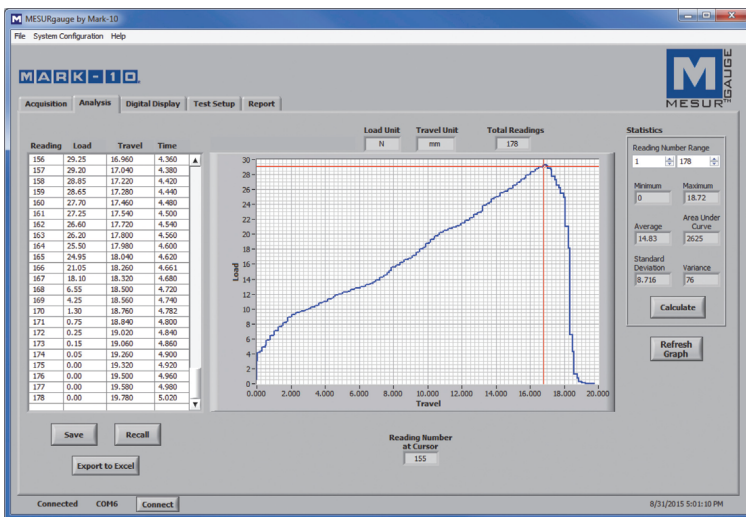 MESURgauge by Mark-10
File System Configuration Help
MARK-10
M
MESUR GAUGE
Acquisition Analysis Digital Display Test Setup Report
Load Unit Travel Unit Total Readings
N mm 178
Reading Load Travel Time
156 29.25 16.960 4.360
157 29.20 17.040 4.380
158 28.85 17.220 4.420
159 28.65 17.280 4.440
160 27.70 17.460 4.480
161 27.25 17.540 4.500
162 26.60 17.720 4.540
163 26.20 17.800 4.560
164 25.50 17.980 4.600
165 24.95 18.040 4.620
166 21.05 18.260 4.661
167 18.10 18.320 4.680
168 6.55 18.500 4.720
169 4.25 18.560 4.740
170 1.30 18.760 4.782
171 0.75 18.840 4.800
172 0.25 19.020 4.840
173 0.15 19.060 4.860
174 0.05 19.260 4.900
175 0.00 19.320 4.920
176 0.00 19.500 4.960
177 0.00 19.580 4.980
178 0.00 19.780 5.020
Load
30
28
26
24
22
20
18
16
14
12
10
8
6
4
2
0
0.000 2.000 4.000 6.000 8.000 10.000 12.000 14.000 16.000 18.000 20.000
Travel
Statistics
Reading Number Range
1 178
Minimum Maximum
0 18.72
Average Area Under Curve
14.83 2625
Standard Deviation Variance
8.716 76
Calculate
Refresh
Graph
Save Recall
Export to Excel
Reading Number
at Cursor
155
Connected COM6 Connect
8/31/2015 5:01:10 PM